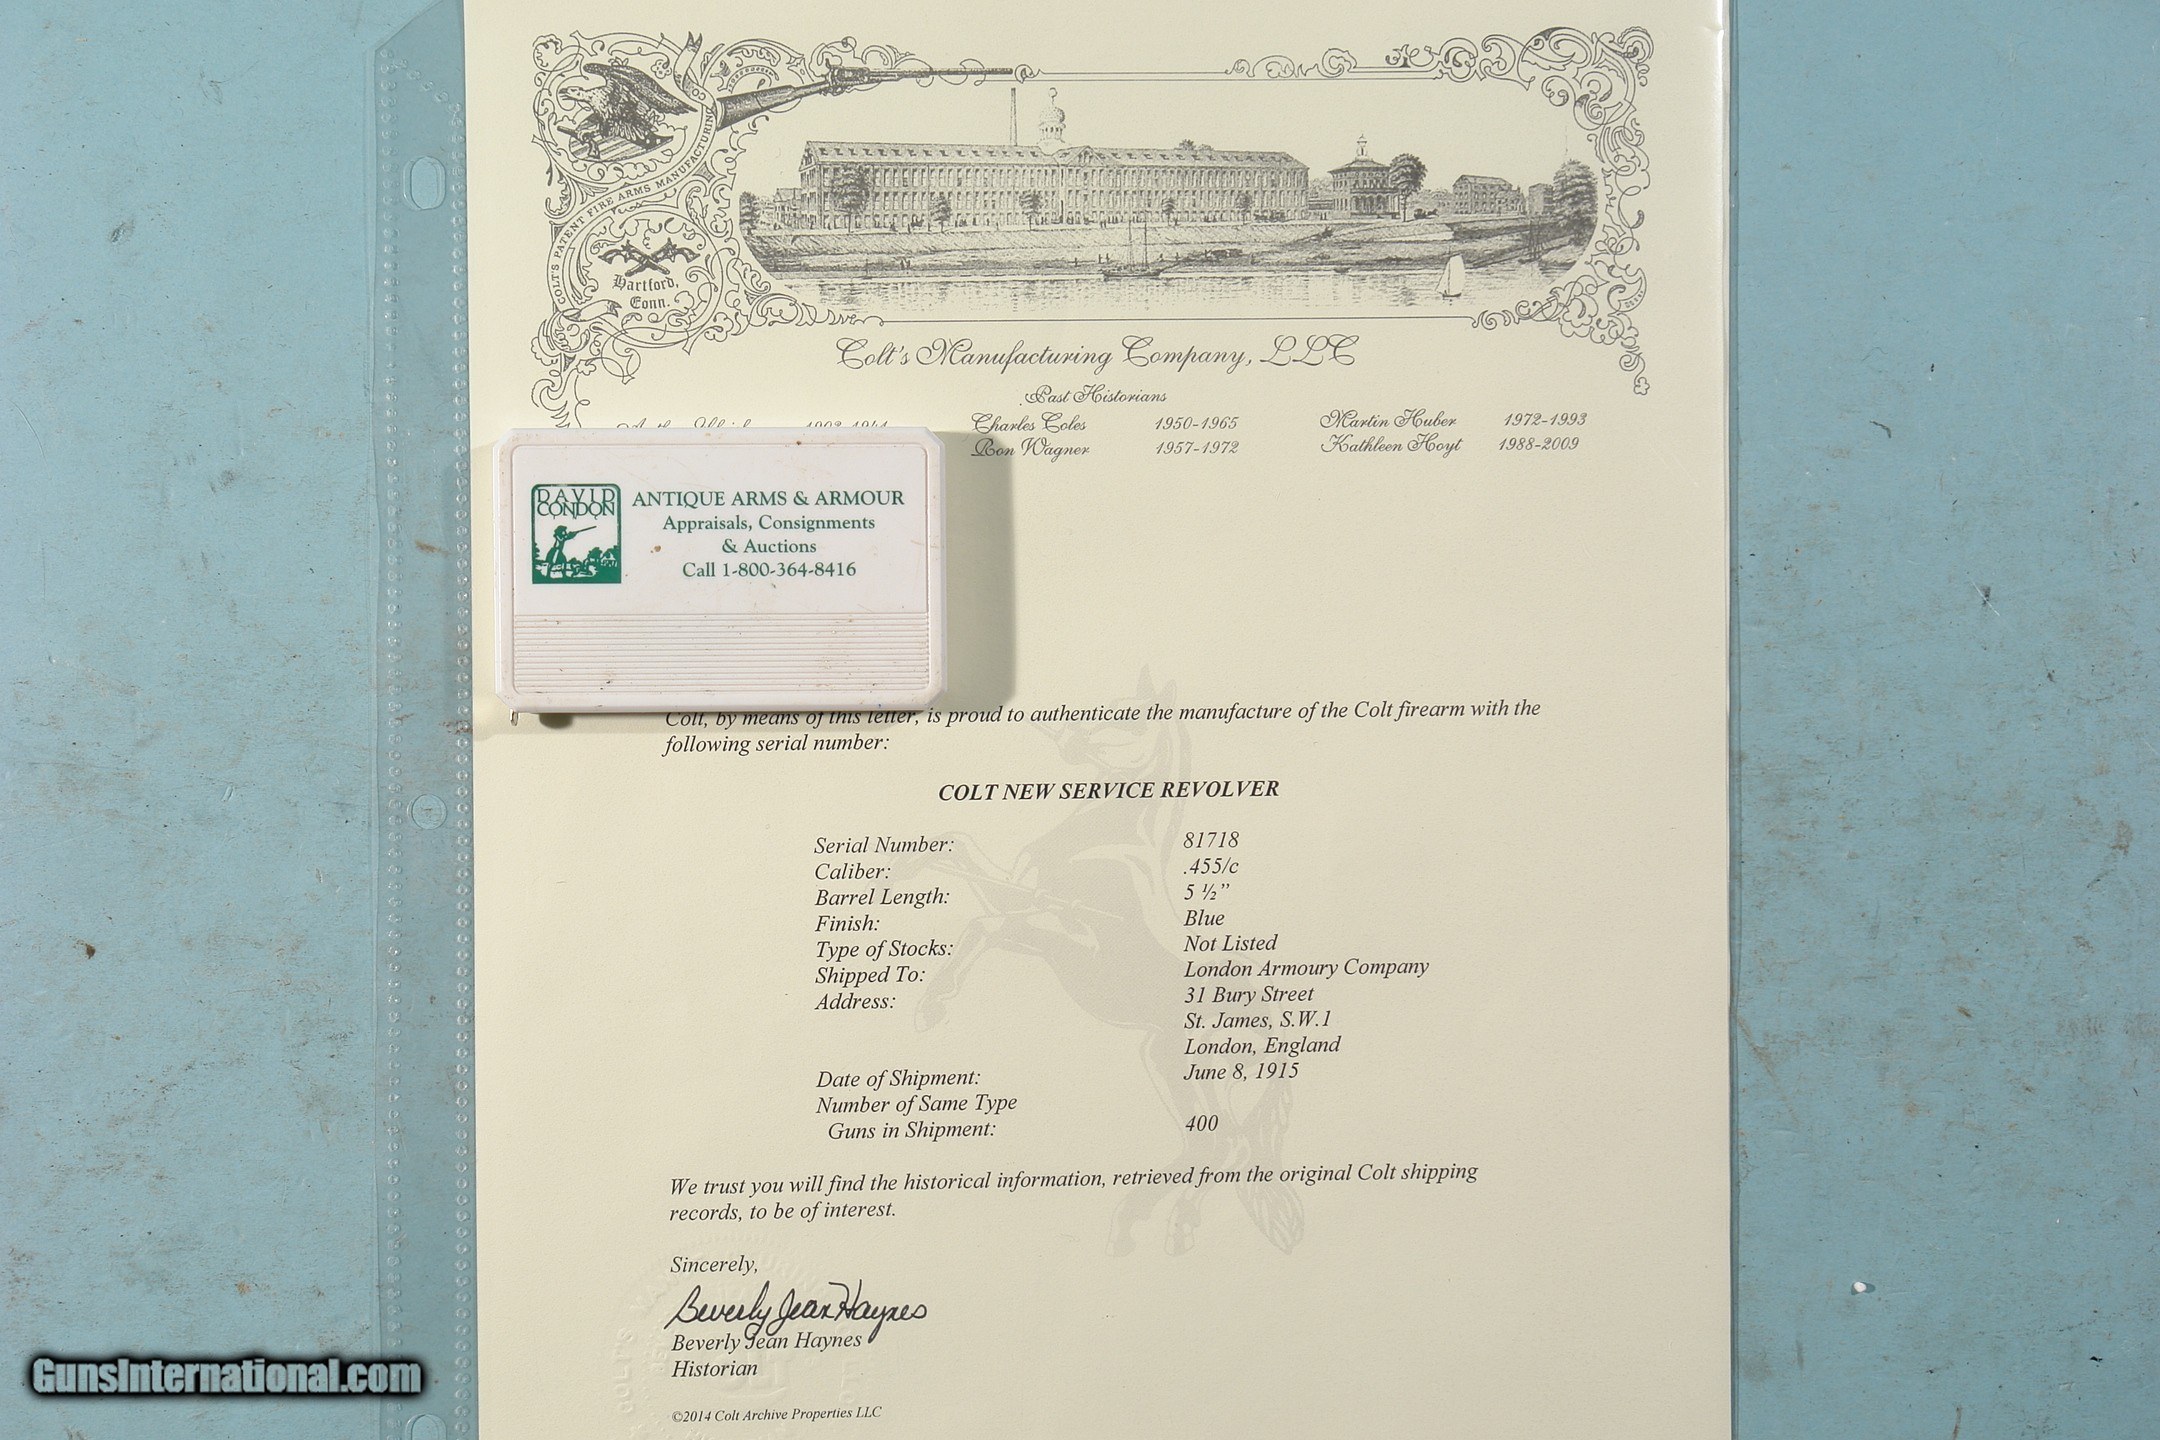 COLT'S PATENT FIRE ARMS MANUFACTURING CO
Hartford,
Conn.
Colt's Manufacturing Company, LLC
Past Historians
1902-1941
Charles Coles 1950-1965 Martin Huber 1972-1993
Ron Wagner 1957-1972 Kathleen Hoyt 1988-2009
DAVID
CONDON
ANTIQUE ARMS & ARMOUR
Appraisals, Consignments
& Auctions
Call 1-800-364-8416
Colt, by means of this letter, is proud to authenticate the manufacture of the Colt firearm with the
following serial number:
COLT NEW SERVICE REVOLVER
Serial Number: 81718
Caliber: .455/c
Barrel Length: 5 ½”
Finish: Blue
Type of Stocks: Not Listed
Shipped To: London Armoury Company
Address: 31 Bury Street
St. James, S.W.1
London, England
Date of Shipment: June 8, 1915
Number of Same Type
Guns in Shipment: 400
We trust you will find the historical information, retrieved from the original Colt shipping
records, to be of interest.
Sincerely,
Beverly Jean Haynes
Beverly Jean Haynes
Historian
©2014 Colt Archive Properties LLC
GunsInternational.com